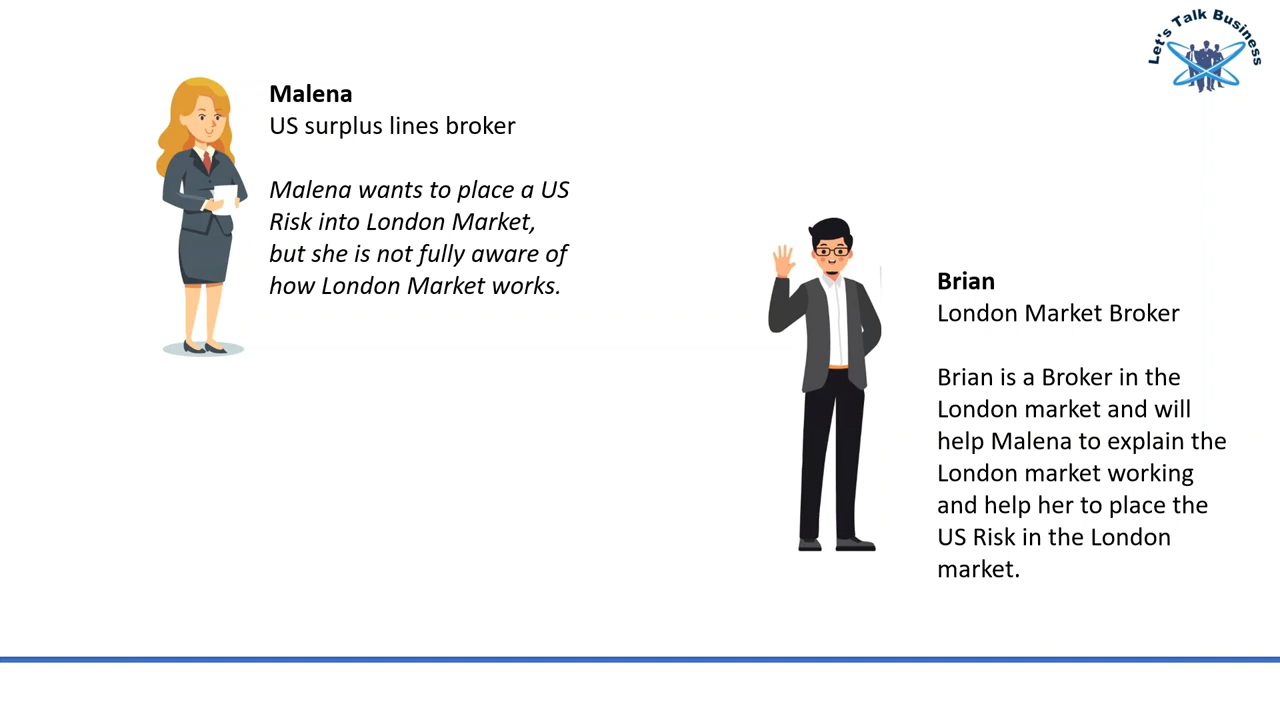 Let's Talk Business
Malena
US surplus lines broker
Malena wants to place a US
Risk into London Market,
but she is not fully aware of
how London Market works.
Brian
London Market Broker
Brian is a Broker in the
London market and will
help Malena to explain the
London market working
and help her to place the
US Risk in the London
market.